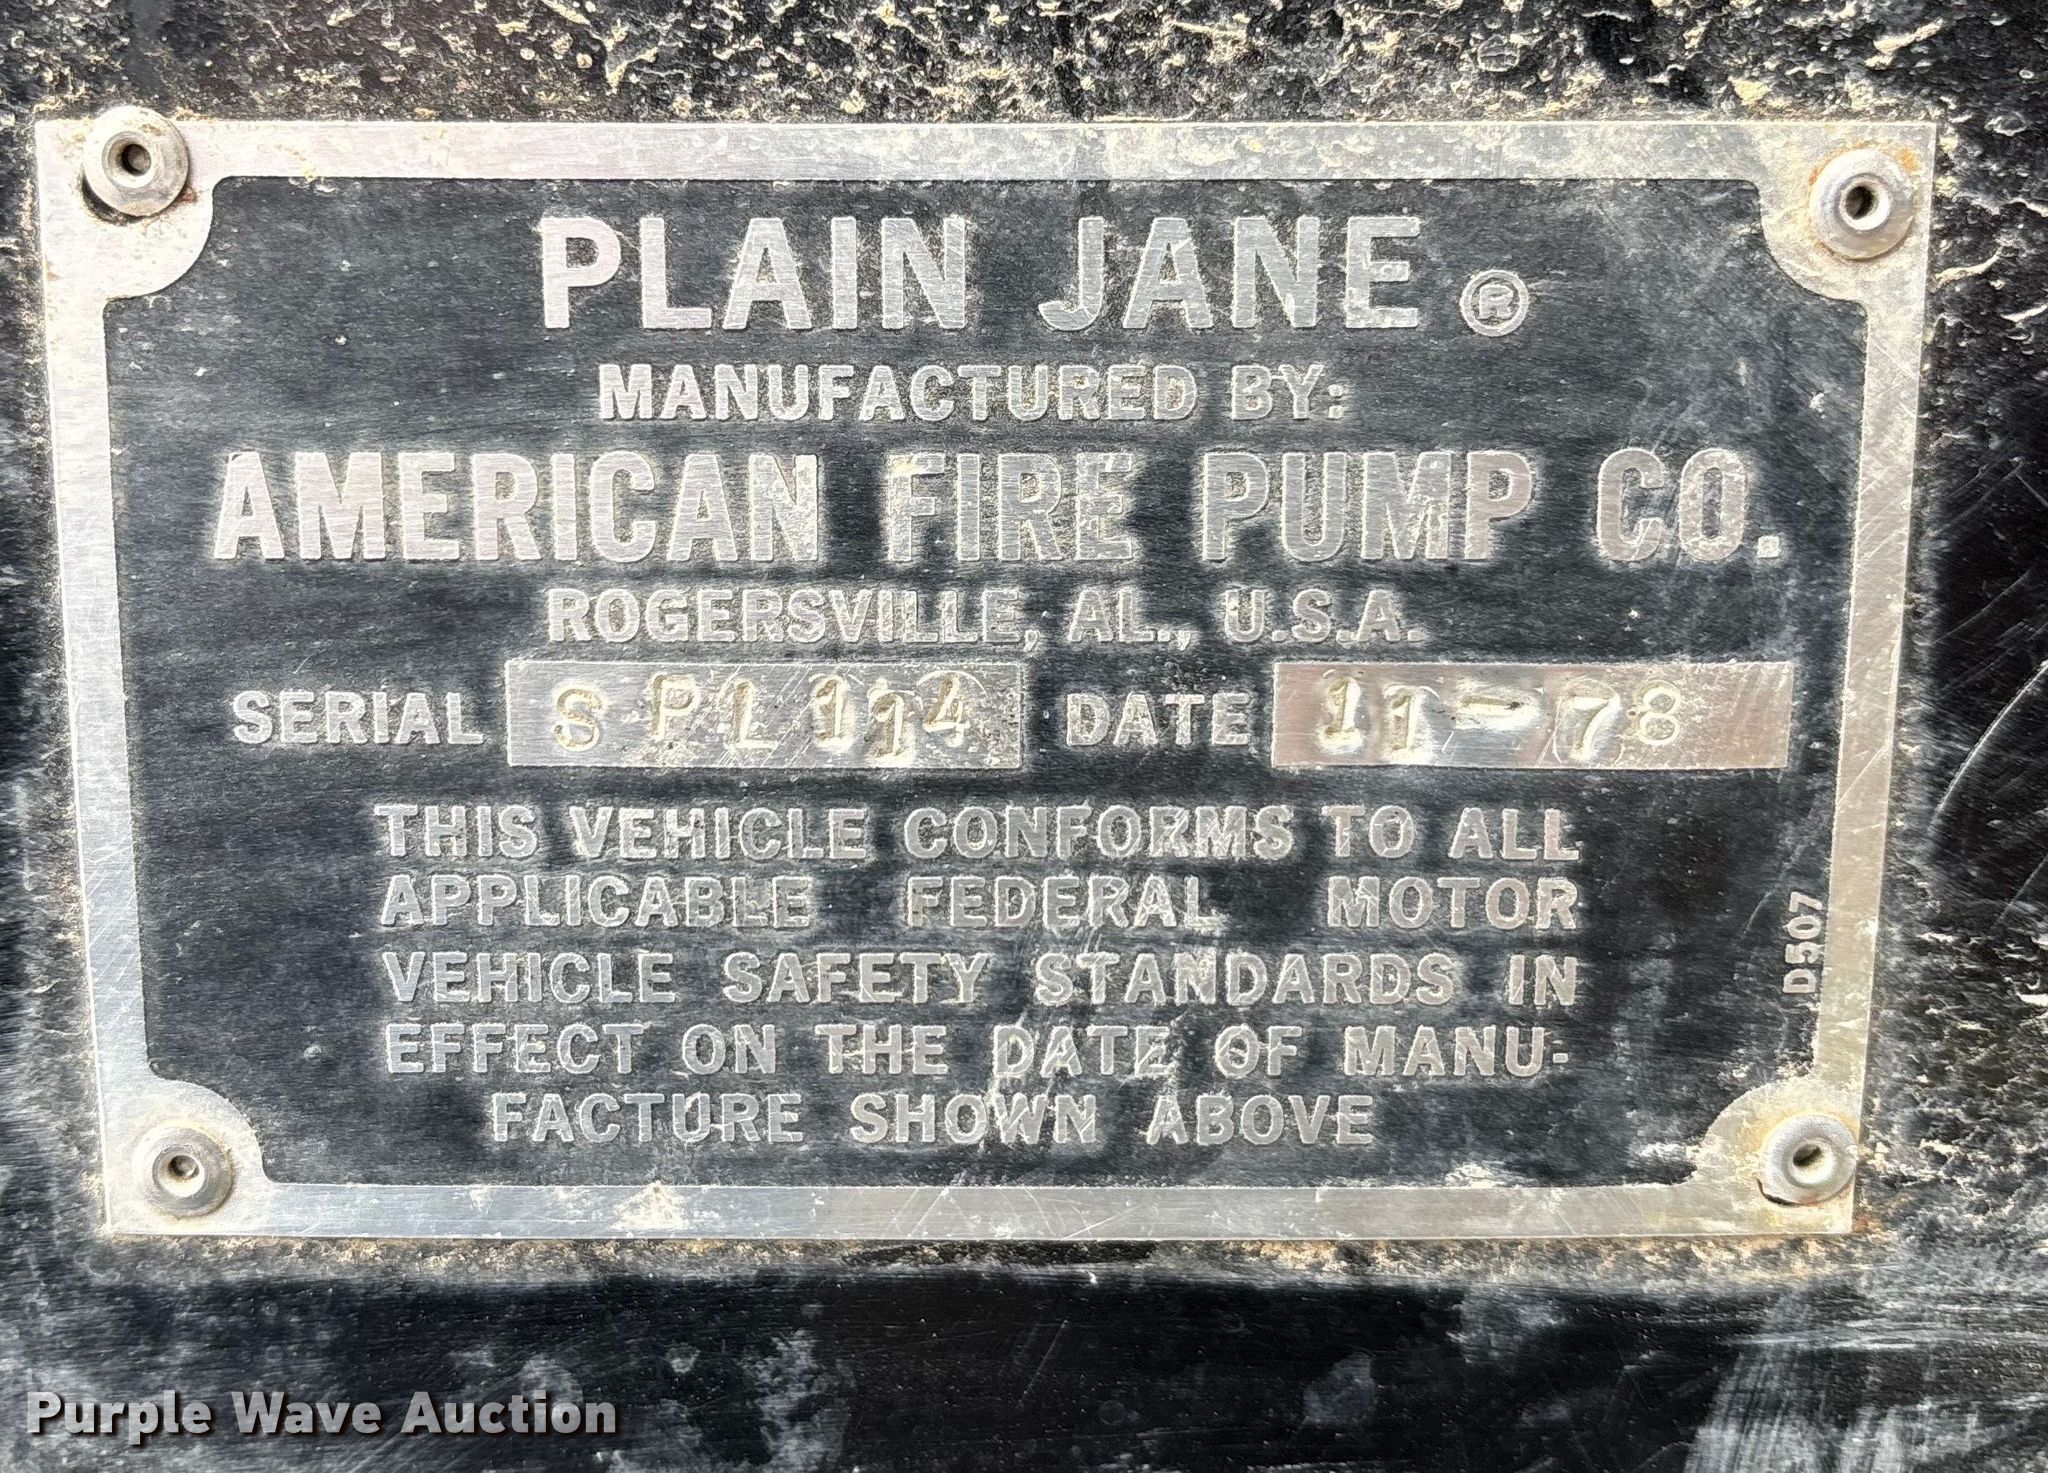 PLAIN JANE ®
MANUFACTURED BY:
AMERICAN FIRE PUMP CO.
ROGERSVILLE, AL., U.S.A.
SERIAL SPL114 DATE 11-78
THIS VEHICLE CONFORMS TO ALL
APPLICABLE FEDERAL MOTOR
VEHICLE SAFETY STANDARDS IN
EFFECT ON THE DATE OF MANU-
FACTURE SHOWN ABOVE
D507
Purple Wave Auction